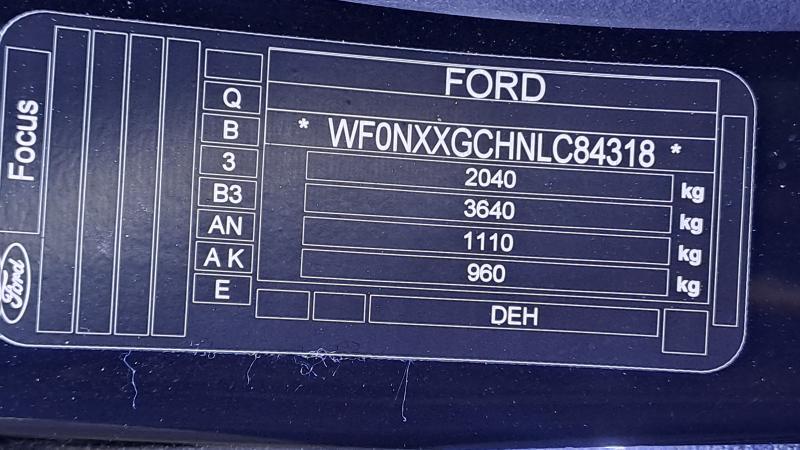 Focus
Ford
Q
B
3
B3
AN
A K
E
FORD
* WF0NXXGCHNLC84318 *
2040 kg
3640 kg
1110 kg
960 kg
DEH